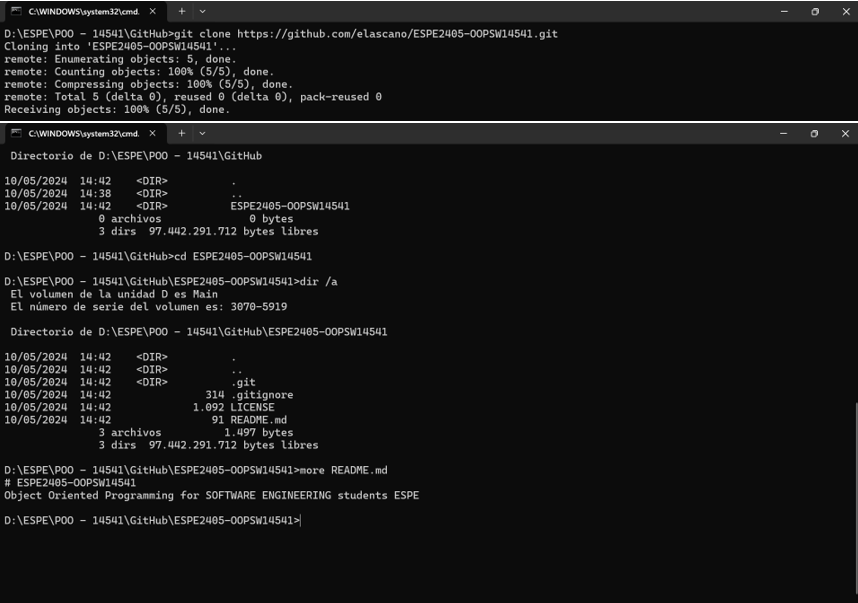 C:\WINDOWS\system32\cmd.
D:\ESPE\POO - 14541\GitHub>git clone https://github.com/elascano/ESPE2405-OOPSW14541.git
Cloning into 'ESPE2405-OOPSW14541'...
remote: Enumerating objects: 5, done.
remote: Counting objects: 100% (5/5), done.
remote: Compressing objects: 100% (5/5), done.
remote: Total 5 (delta 0), reused 0 (delta 0), pack-reused 0
Receiving objects: 100% (5/5), done.
C:\WINDOWS\system32\cmd.
Directorio de D:\ESPE\POO - 14541\GitHub
10/05/2024  14:42    <DIR>          .
10/05/2024  14:38    <DIR>          ..
10/05/2024  14:42    <DIR>          ESPE2405-OOPSW14541
0 archivos              0 bytes
3 dirs  97.442.291.712 bytes libres
D:\ESPE\POO - 14541\GitHub>cd ESPE2405-OOPSW14541
D:\ESPE\POO - 14541\GitHub\ESPE2405-OOPSW14541>dir /a
El volumen de la unidad D es Main
El número de serie del volumen es: 3070-5919
Directorio de D:\ESPE\POO - 14541\GitHub\ESPE2405-OOPSW14541
10/05/2024  14:42    <DIR>          .
10/05/2024  14:42    <DIR>          ..
10/05/2024  14:42    <DIR>          .git
10/05/2024  14:42               314 .gitignore
10/05/2024  14:42             1.092 LICENSE
10/05/2024  14:42                91 README.md
3 archivos          1.497 bytes
3 dirs  97.442.291.712 bytes libres
D:\ESPE\POO - 14541\GitHub\ESPE2405-OOPSW14541>more README.md
# ESPE2405-OOPSW14541
Object Oriented Programming for SOFTWARE ENGINEERING students ESPE
D:\ESPE\POO - 14541\GitHub\ESPE2405-OOPSW14541>